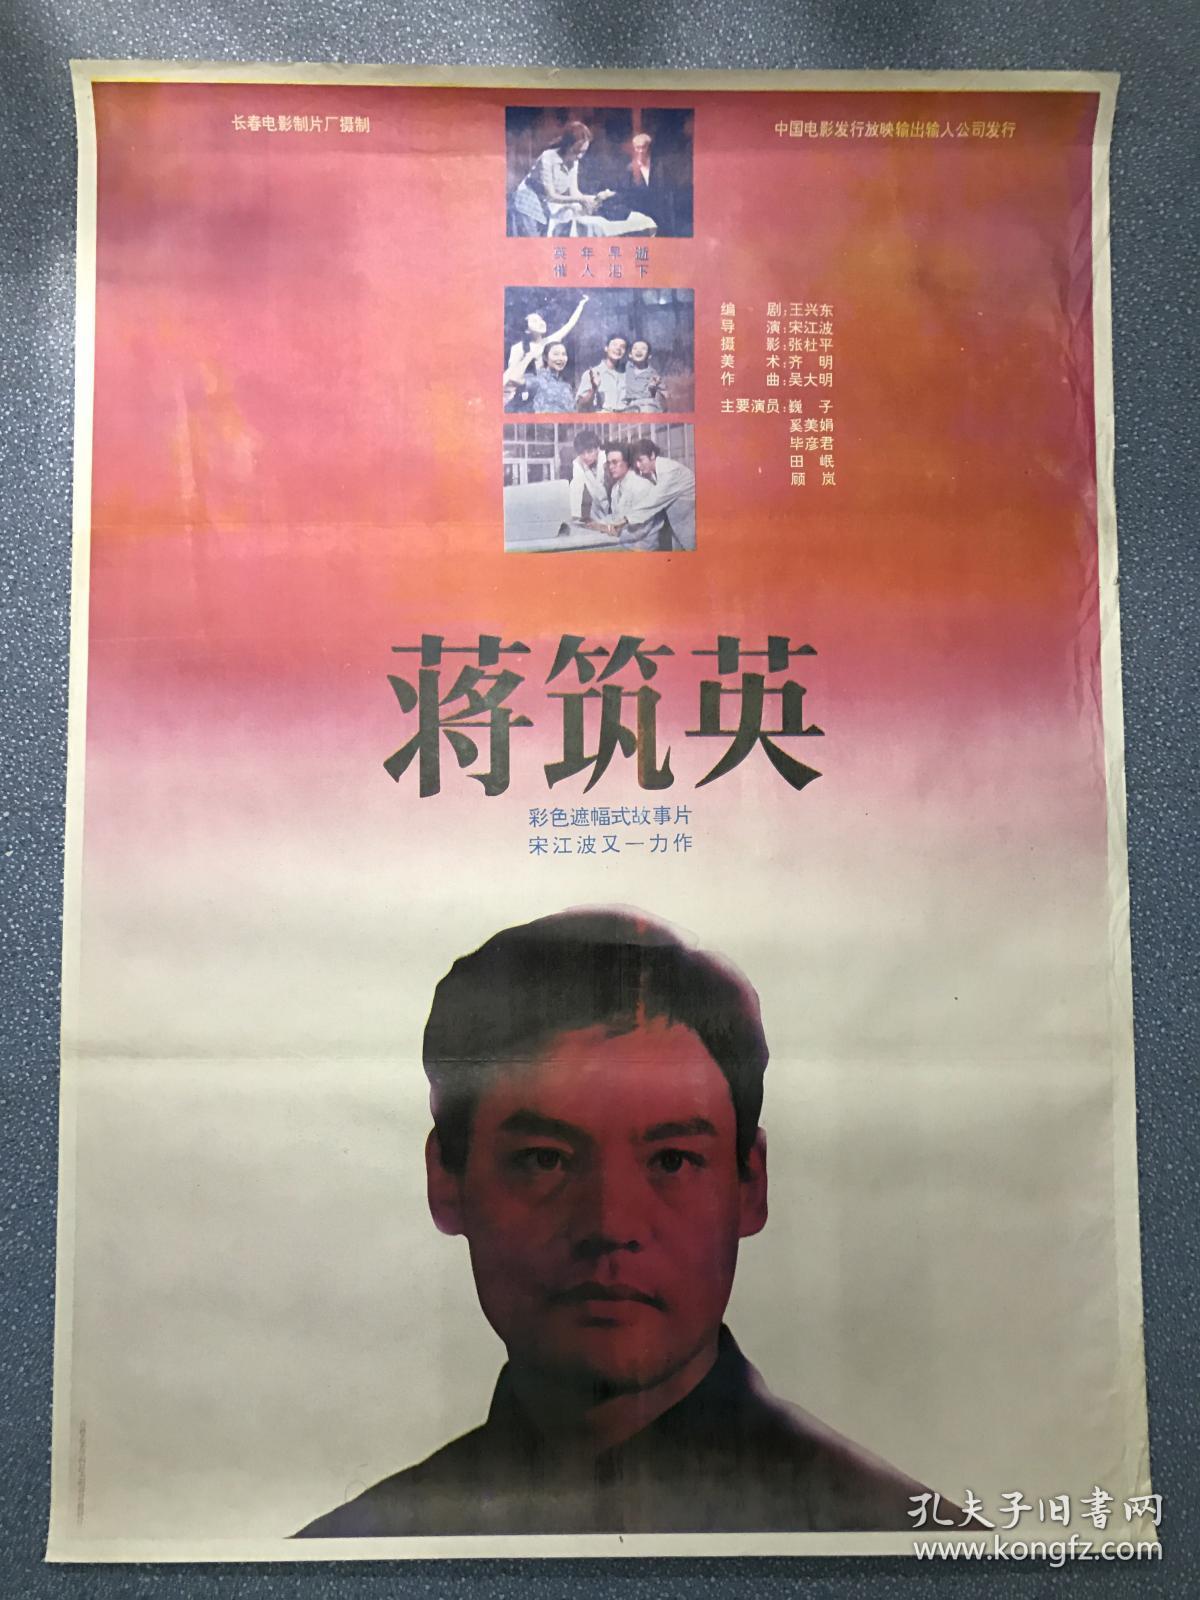 长春电影制片厂摄制
中国电影发行放映输出输入公司发行
英年早逝
催人泪下
编　剧:王兴东
导　演:宋江波
摄　影:张杜平
美　术:齐　明
作　曲:吴大明
主要演员:巍　子
奚美娟
毕彦君
田　岷
顾　岚
蒋筑英
彩色遮幅式故事片
宋江波又一力作
孔夫子旧书网
www.kongfz.com